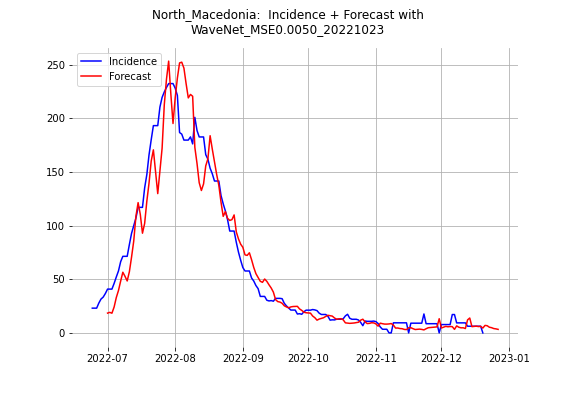 North_Macedonia:  Incidence + Forecast with
WaveNet_MSE0.0050_20221023
Incidence
Forecast
250
200
150
100
50
0
2022-07 2022-08 2022-09 2022-10 2022-11 2022-12 2023-01